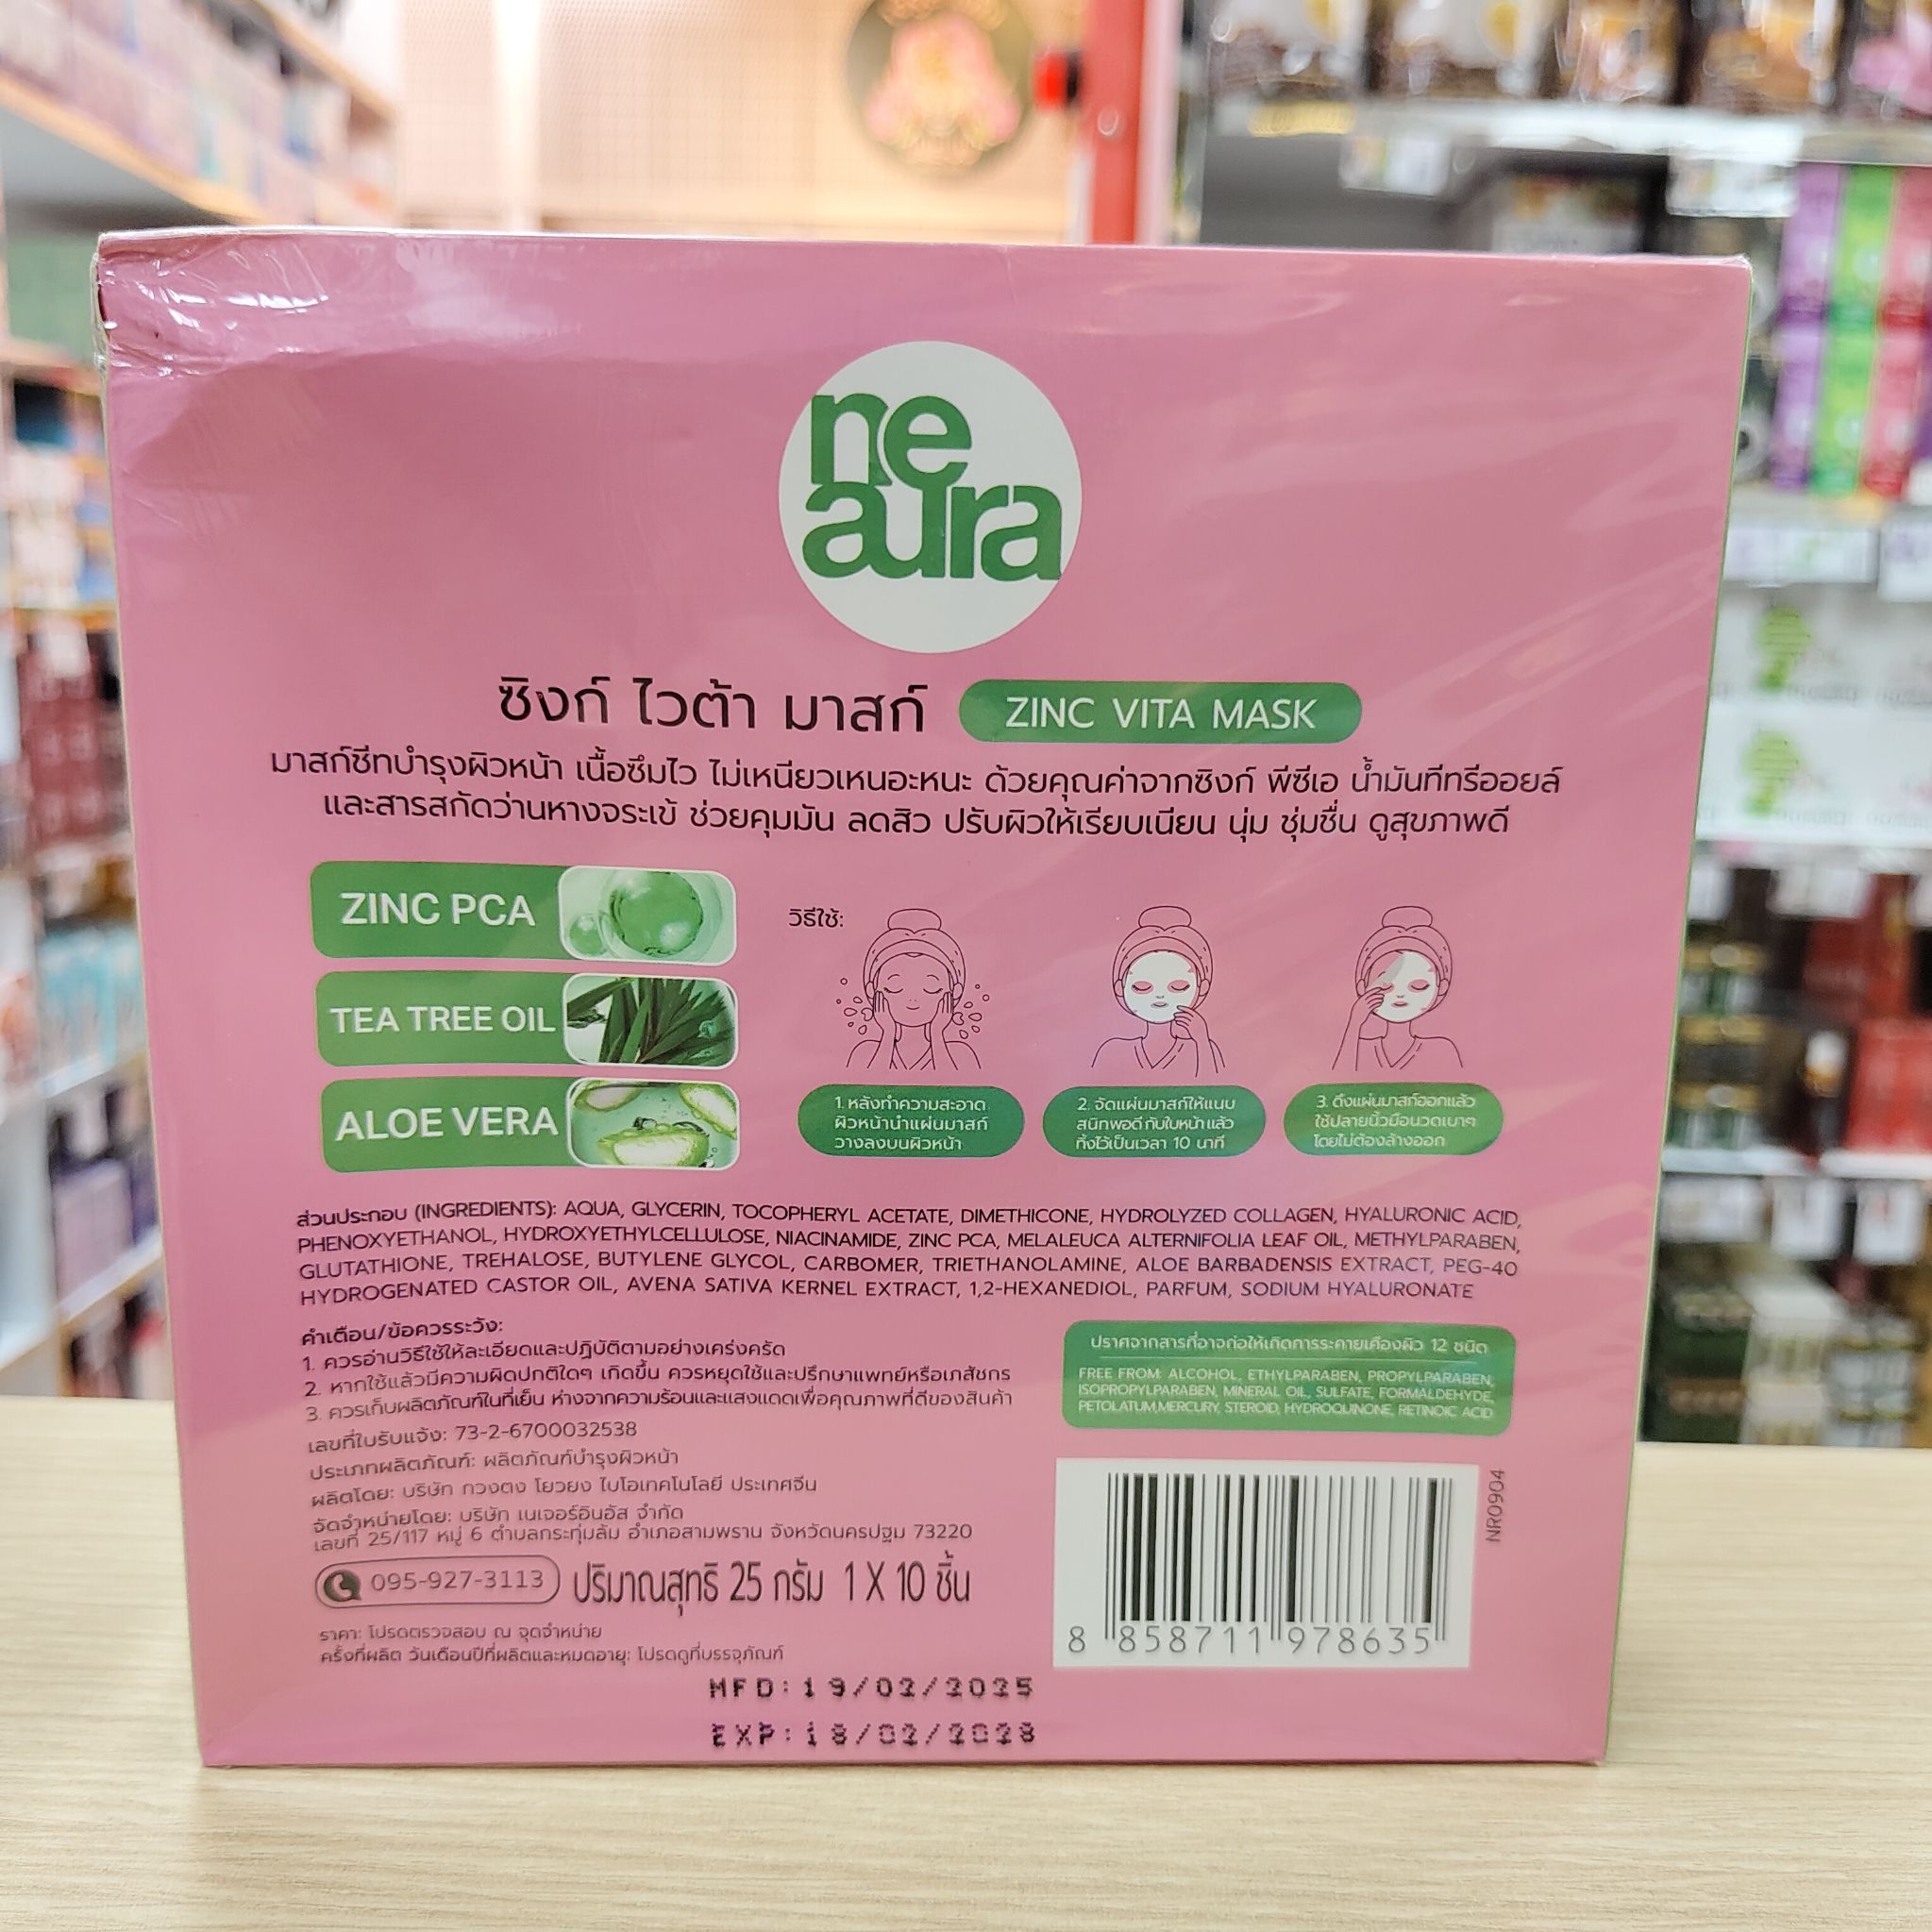 ne
aura
ซิงก์ ไวต้า มาสก์ ZINC VITA MASK
มาสก์ชีทบำรุงผิวหน้า เนื้อซึมไว ไม่เหนียวเหนอะหนะ ด้วยคุณค่าจากซิงก์ พีซีเอ น้ำมันทีทรีออยล์
และสารสกัดว่านหางจระเข้ ช่วยคุมมัน ลดสิว ปรับผิวให้เรียบเนียน นุ่ม ชุ่มชื่น ดูสุขภาพดี
ZINC PCA
TEA TREE OIL
ALOE VERA
วิธีใช้:
1. หลังทำความสะอาด
ผิวหน้านำแผ่นมาสก์
วางลงบนผิวหน้า
2. จัดแผ่นมาสก์ให้แนบ
สนิทพอดีกับใบหน้า แล้ว
ทิ้งไว้เป็นเวลา 10 นาที
3. ดึงแผ่นมาสก์ออกแล้ว
ใช้ปลายนิ้วมือนวดเบาๆ
โดยไม่ต้องล้างออก
ส่วนประกอบ (INGREDIENTS): AQUA, GLYCERIN, TOCOPHERYL ACETATE, DIMETHICONE, HYDROLYZED COLLAGEN, HYALURONIC ACID,
PHENOXYETHANOL, HYDROXYETHYLCELLULOSE, NIACINAMIDE, ZINC PCA, MELALEUCA ALTERNIFOLIA LEAF OIL, METHYLPARABEN,
GLUTATHIONE, TREHALOSE, BUTYLENE GLYCOL, CARBOMER, TRIETHANOLAMINE, ALOE BARBADENSIS EXTRACT, PEG-40
HYDROGENATED CASTOR OIL, AVENA SATIVA KERNEL EXTRACT, 1,2-HEXANEDIOL, PARFUM, SODIUM HYALURONATE
คำเตือน/ข้อควรระวัง:
1. ควรอ่านวิธีใช้ให้ละเอียดและปฏิบัติตามอย่างเคร่งครัด
2. หากใช้แล้วมีความผิดปกติใดๆ เกิดขึ้น ควรหยุดใช้และปรึกษาแพทย์หรือเภสัชกร
3. ควรเก็บผลิตภัณฑ์ในที่เย็น ห่างจากความร้อนและแสงแดดเพื่อคุณภาพที่ดีของสินค้า
เลขที่ใบรับแจ้ง: 73-2-6700032538
ประเภทผลิตภัณฑ์: ผลิตภัณฑ์บำรุงผิวหน้า
ผลิตโดย: บริษัท กวงตง โยวยง ไบโอเทคโนโลยี ประเทศจีน
จัดจำหน่ายโดย: บริษัท เนเจอร์อินอัส จำกัด
เลขที่ 25/117 หมู่ 6 ตำบลกระทุ่มล้ม อำเภอสามพราน จังหวัดนครปฐม 73220
095-927-3113 ปริมาณสุทธิ 25 กรัม 1 X 10 ชิ้น
ราคา: โปรดตรวจสอบ ณ จุดจำหน่าย
ครั้งที่ผลิต วันเดือนปีที่ผลิตและหมดอายุ: โปรดดูที่บรรจุภัณฑ์
MFD:19/02/2025
EXP:18/02/2028
ปราศจากสารที่อาจก่อให้เกิดการระคายเคืองผิว 12 ชนิด
FREE FROM: ALCOHOL, ETHYLPARABEN, PROPYLPARABEN,
ISOPROPYLPARABEN, MINERAL OIL, SULFATE, FORMALDEHYDE,
PETOLATUM,MERCURY, STEROID, HYDROQUINONE, RETINOIC ACID
8 858711 978635
NR0904